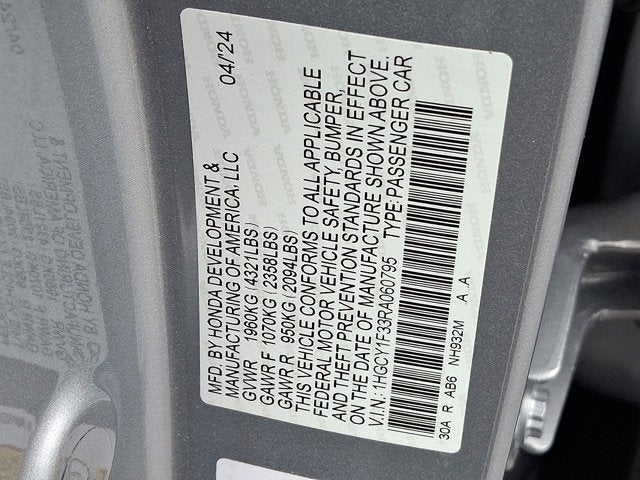 MFD. BY HONDA DEVELOPMENT & 04/'24
MANUFACTURING OF AMERICA, LLC
GVWR 1960KG (4321LBS)
GAWR F 1070KG (2358LBS)
GAWR R 950KG (2094LBS)
THIS VEHICLE CONFORMS TO ALL APPLICABLE
FEDERAL MOTOR VEHICLE SAFETY, BUMPER,
AND THEFT PREVENTION STANDARDS IN EFFECT
ON THE DATE OF MANUFACTURE SHOWN ABOVE.
V.I.N.: 1HGCY1F33RA060795 TYPE: PASSENGER CAR
30A R AB6 NH932M A A